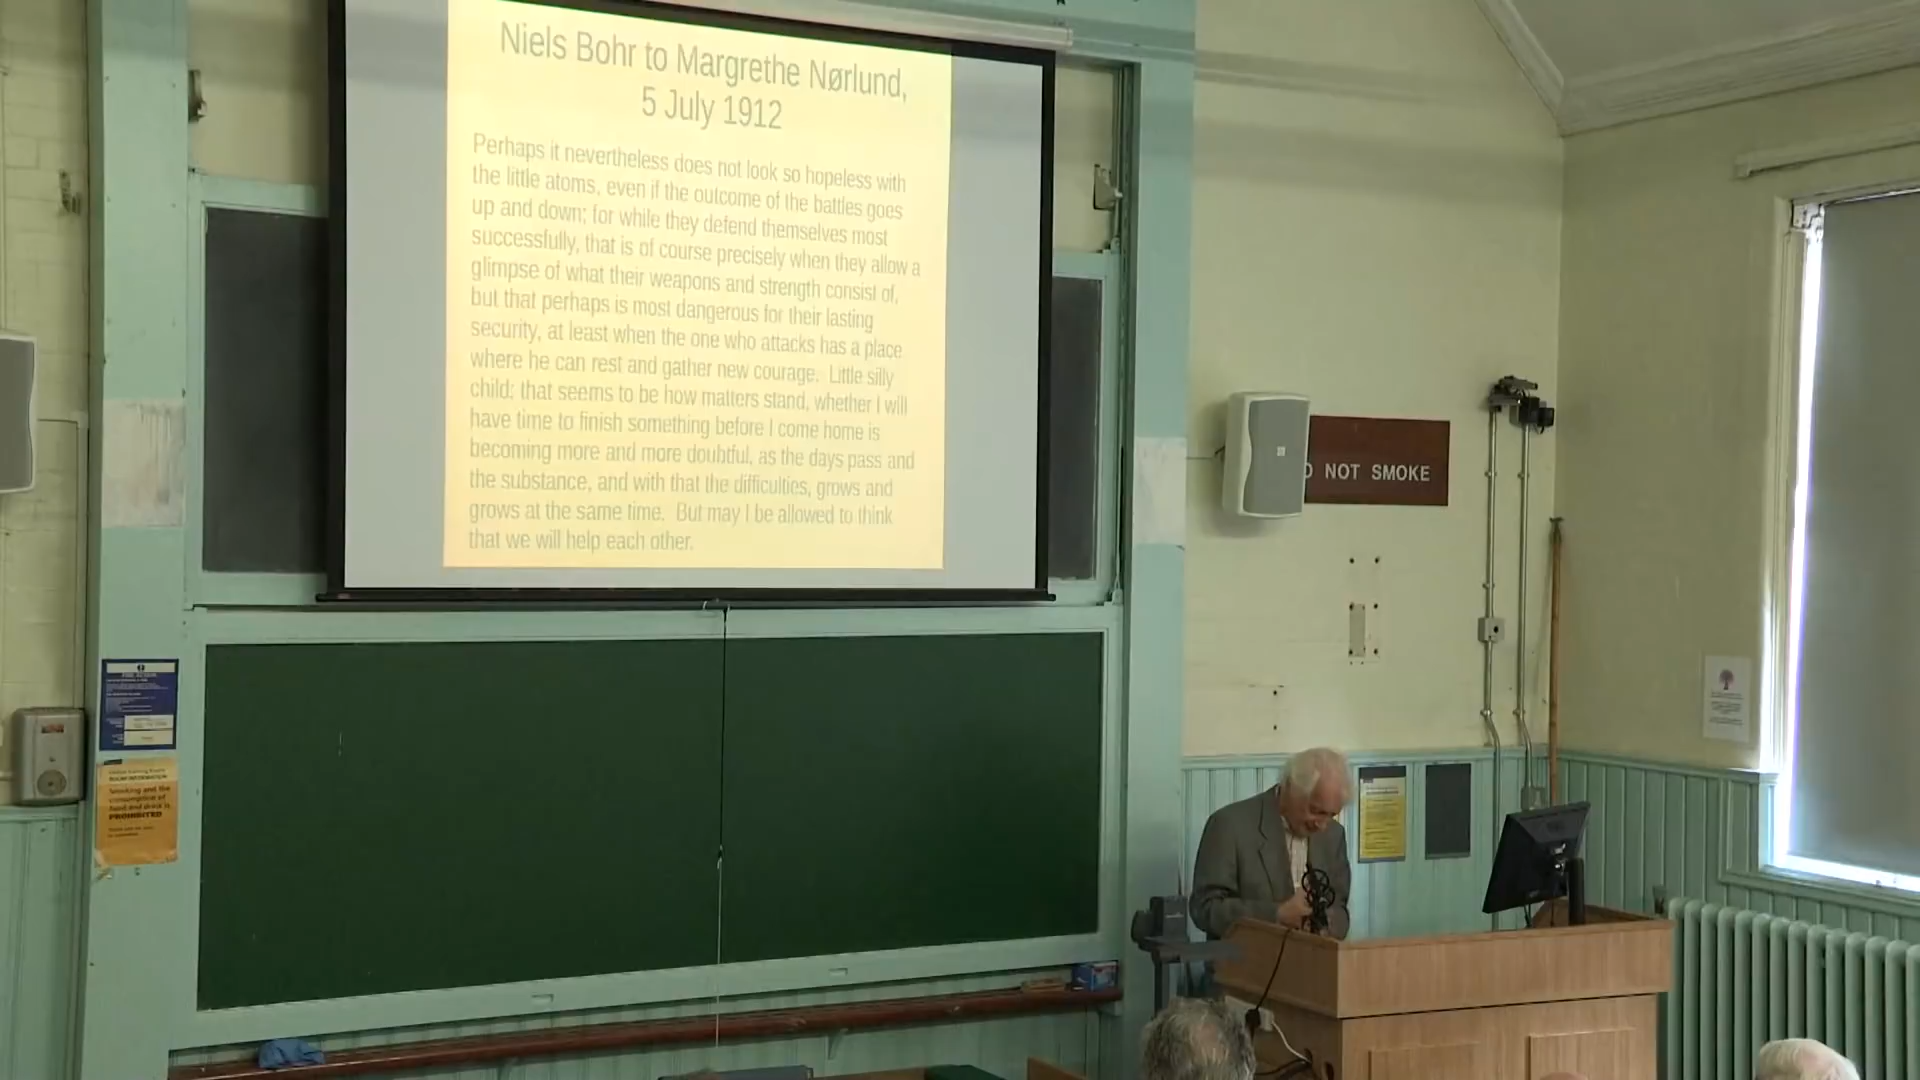 Niels Bohr to Margrethe Nørlund,
5 July 1912
Perhaps it nevertheless does not look so hopeless with
the little atoms, even if the outcome of the battles goes
up and down; for while they defend themselves most
successfully, that is of course precisely when they allow a
glimpse of what their weapons and strength consist of,
but that perhaps is most dangerous for their lasting
security, at least when the one who attacks has a place
where he can rest and gather new courage. Little silly
child; that seems to be how matters stand, whether I will
have time to finish something before I come home is
becoming more and more doubtful, as the days pass and
the substance, and with that the difficulties, grows and
grows at the same time. But may I be allowed to think
that we will help each other.
NOT SMOKE
Smoking and the
consumption of
food and drink is
PROHIBITED